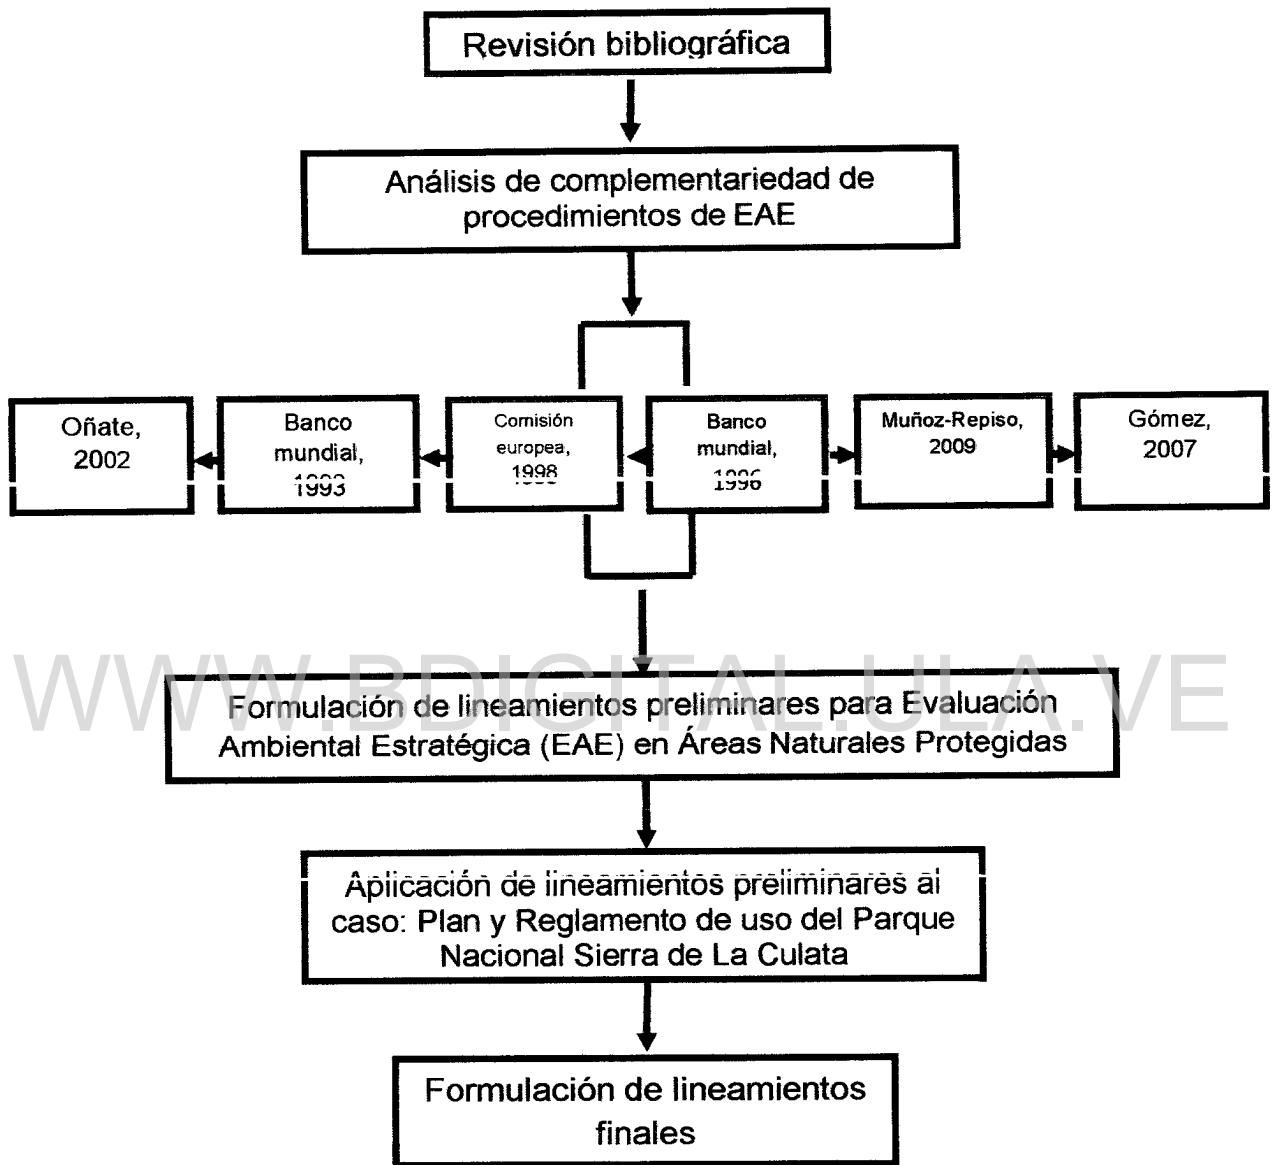 Revisión bibliográfica
Análisis de complementariedad de
procedimientos de EAE
Oñate,
2002
Banco
mundial,
1993
Comisión
europea,
1998
Banco
mundial,
1996
Muñoz-Repiso,
2009
Gómez,
2007
WWW.BDIGITAL.ULA.VE
Formulación de lineamientos preliminares para Evaluación
Ambiental Estratégica (EAE) en Áreas Naturales Protegidas
Aplicación de lineamientos preliminares al
caso: Plan y Reglamento de uso del Parque
Nacional Sierra de La Culata
Formulación de lineamientos
finales